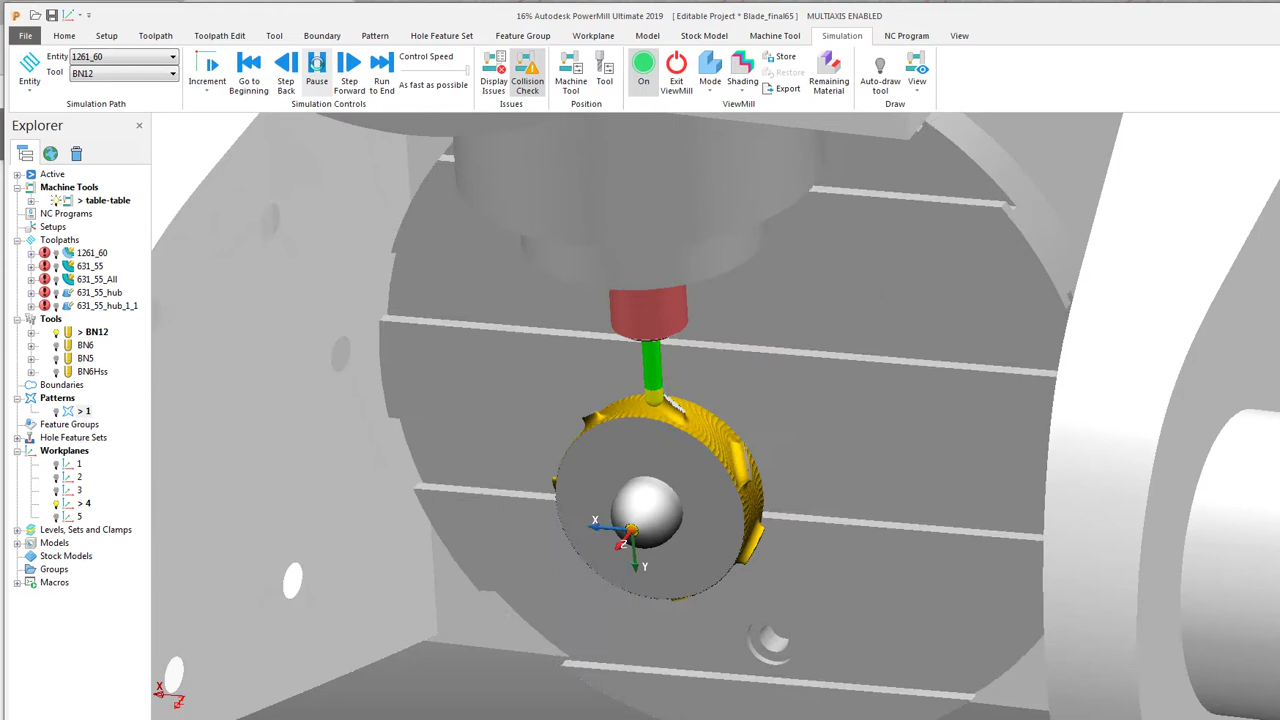 16% Autodesk PowerMill Ultimate 2019 [ Editable Project * Blade_final65 ] MULTIAXIS ENABLED
File Home Setup Toolpath Toolpath Edit Tool Boundary Pattern Hole Feature Set Feature Group Workplane Model Stock Model Machine Tool Simulation NC Program View
Entity
Entity 1261_60
Tool BN12
Simulation Path
Increment
Go to Beginning
Step Back
Pause
Step Forward
Run to End
Control Speed
As fast as possible
Simulation Controls
Display Issues
Collision Check
Issues
Machine Tool
Tool
Position
On
Exit ViewMill
Mode
Shading
Store
Restore
Export
Remaining Material
ViewMill
Auto-draw tool
View
Draw
Explorer
Active
Machine Tools
> table-table
NC Programs
Setups
Toolpaths
1261_60
631_55
631_55_All
631_55_hub
631_55_hub_1_1
Tools
> BN12
BN6
BN5
BN6Hss
Boundaries
Patterns
> 1
Feature Groups
Hole Feature Sets
Workplanes
1
2
3
> 4
5
Levels, Sets and Clamps
Models
Stock Models
Groups
Macros
X
Z
Y
X
Z